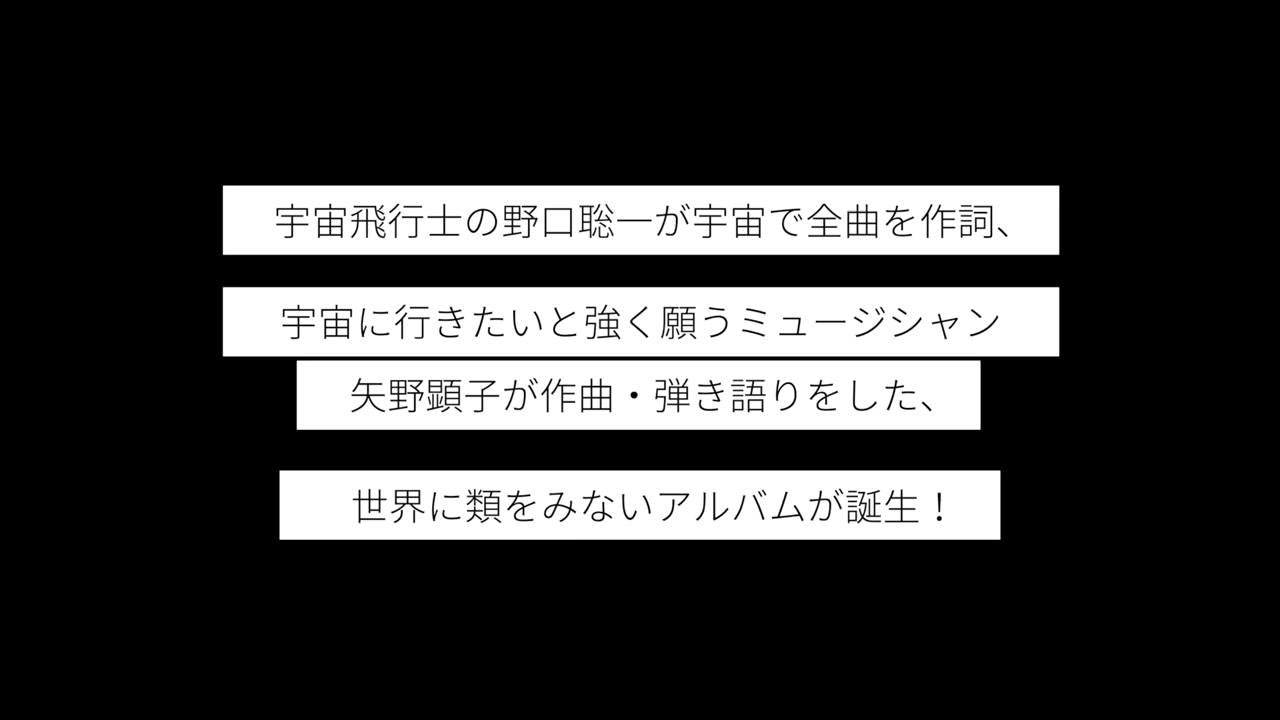 宇宙飛行士の野口聡一が宇宙で全曲を作詞、
宇宙に行きたいと強く願うミュージシャン
矢野顕子が作曲・弾き語りをした、
世界に類をみないアルバムが誕生！